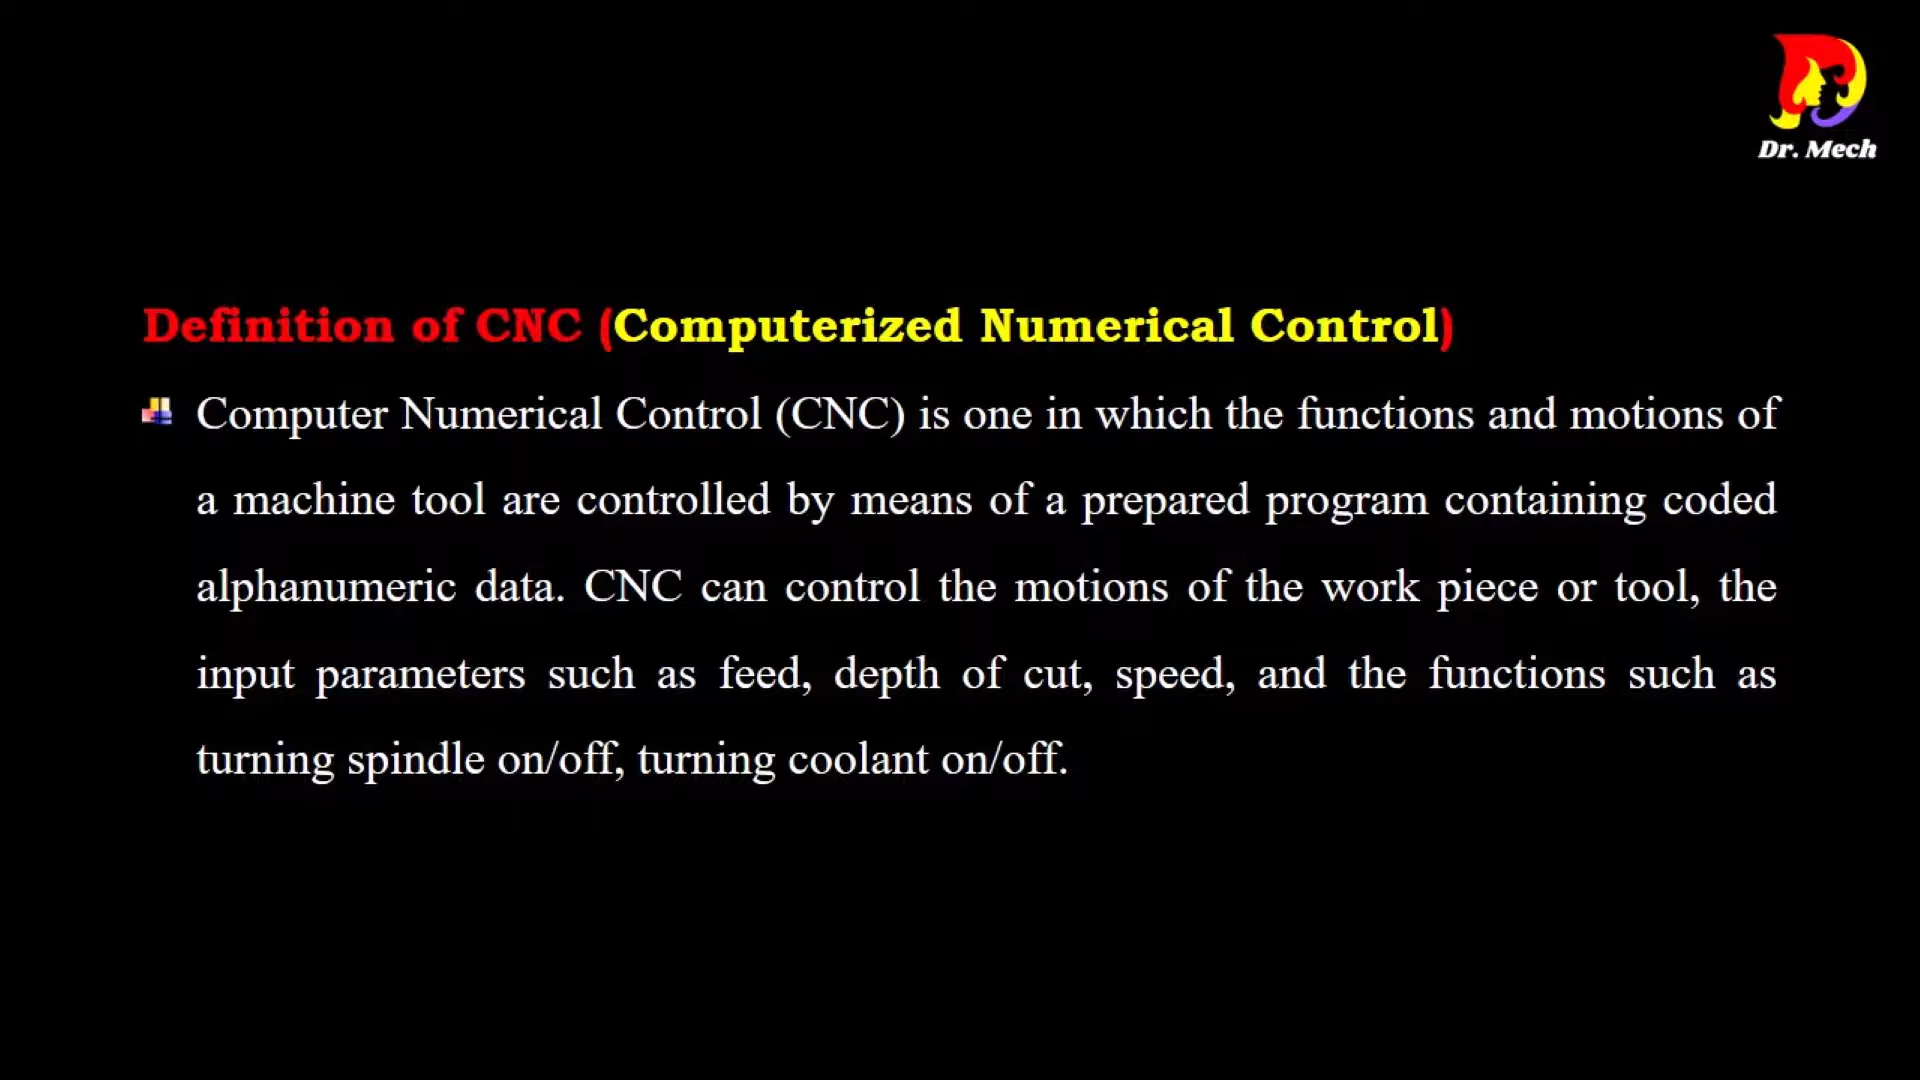 Dr. Mech
Definition of CNC (Computerized Numerical Control)
Computer Numerical Control (CNC) is one in which the functions and motions of
a machine tool are controlled by means of a prepared program containing coded
alphanumeric data. CNC can control the motions of the work piece or tool, the
input parameters such as feed, depth of cut, speed, and the functions such as
turning spindle on/off, turning coolant on/off.